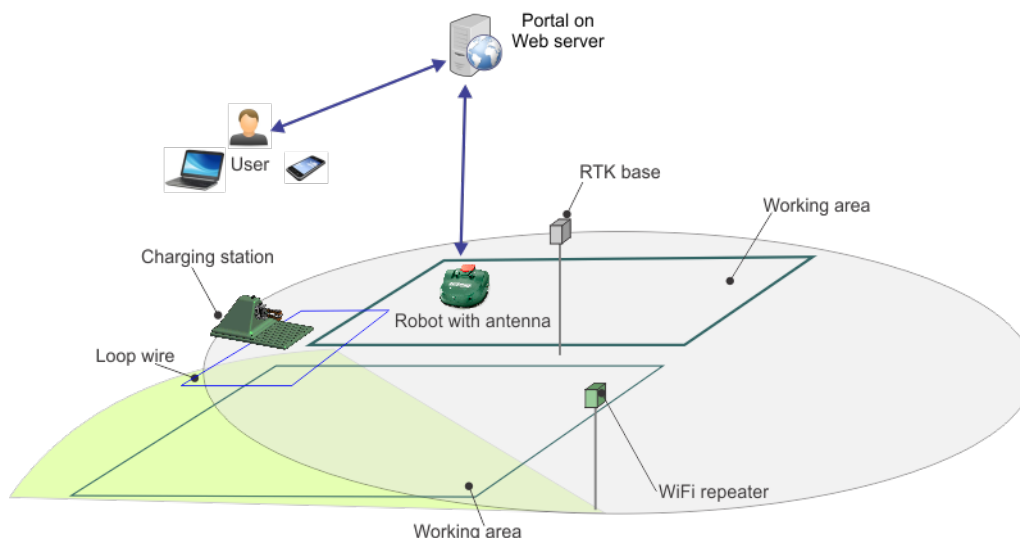 Portal on
Web server
User
RTK base
Working area
Charging station
Robot with antenna
Loop wire
WiFi repeater
Working area